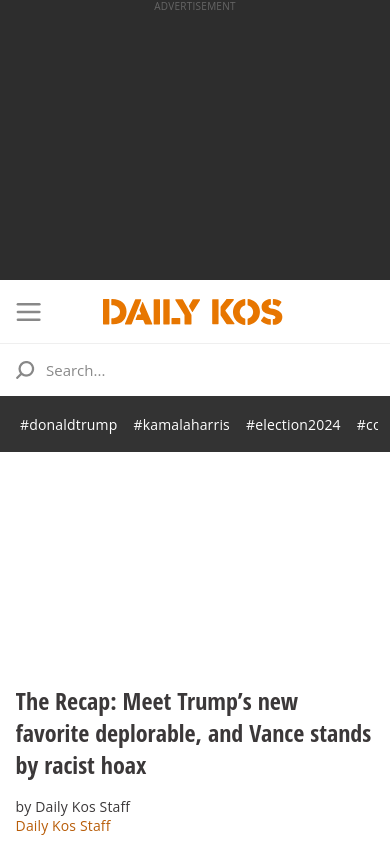 ADVERTISEMENT
DAILY KOS
Search...
#donaldtrump #kamalaharris #election2024
The Recap: Meet Trump’s new
favorite deplorable, and Vance stands
by racist hoax
by Daily Kos Staff
Daily Kos Staff